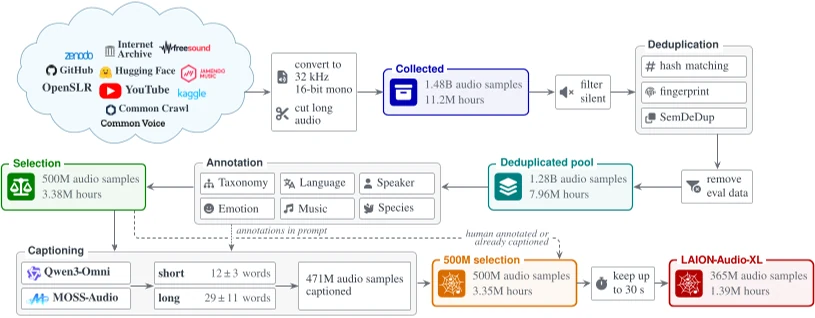 zenodo
Internet
Archive
freesound
GitHub
Hugging Face
JAMENDO
MUSIC
OpenSLR
YouTube
kaggle
Common Crawl
Common Voice
convert to
32 kHz
16-bit mono
cut long
audio
Collected
1.48B audio samples
11.2M hours
filter
silent
Deduplication
hash matching
fingerprint
SemDeDup
Selection
500M audio samples
3.38M hours
Annotation
Taxonomy
Language
Speaker
Emotion
Music
Species
Deduplicated pool
1.28B audio samples
7.96M hours
remove
eval data
annotations in prompt
human annotated or
already captioned
Captioning
Qwen3-Omni
MOSS-Audio
short 12 ± 3 words
long 29 ± 11 words
471M audio samples
captioned
500M selection
500M audio samples
3.35M hours
keep up
to 30 s
LAION-Audio-XL
365M audio samples
1.39M hours